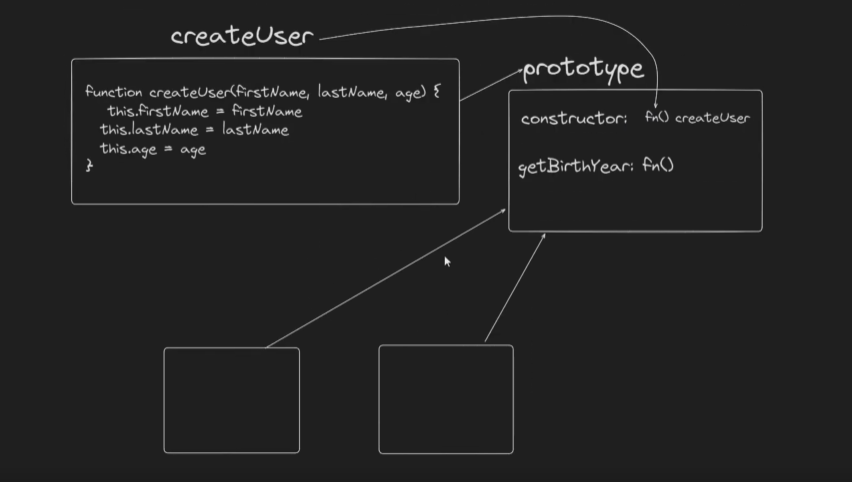 createUser
function createUser(firstName, lastName, age) {
this.firstName = firstName
this.lastName = lastName
this.age = age
}
prototype
constructor: fn() createUser
getBirthYear: fn()